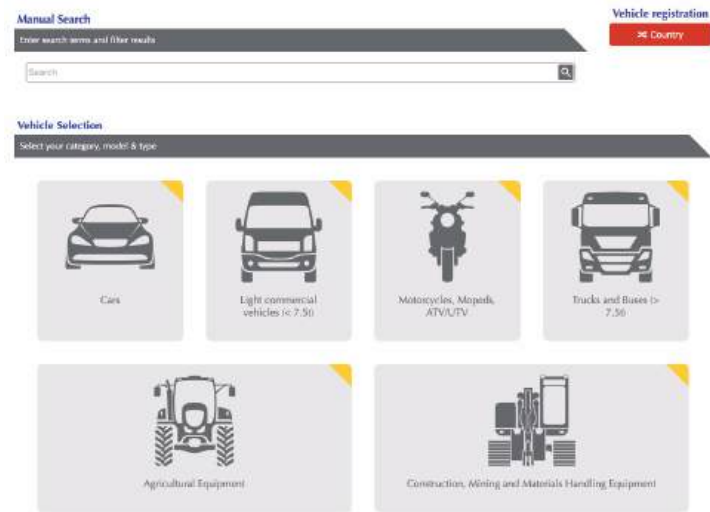 Manual Search
Vehicle registration
Enter search terms and filter results
Country
Search
Vehicle Selection
Select your category, model & type
Cars
Light commercial
vehicles (< 7.5t)
Motorcycles, Mopeds,
ATV/UTV
Trucks and Buses (>
7.5t)
Agricultural Equipment
Construction, Mining and Materials Handling Equipment